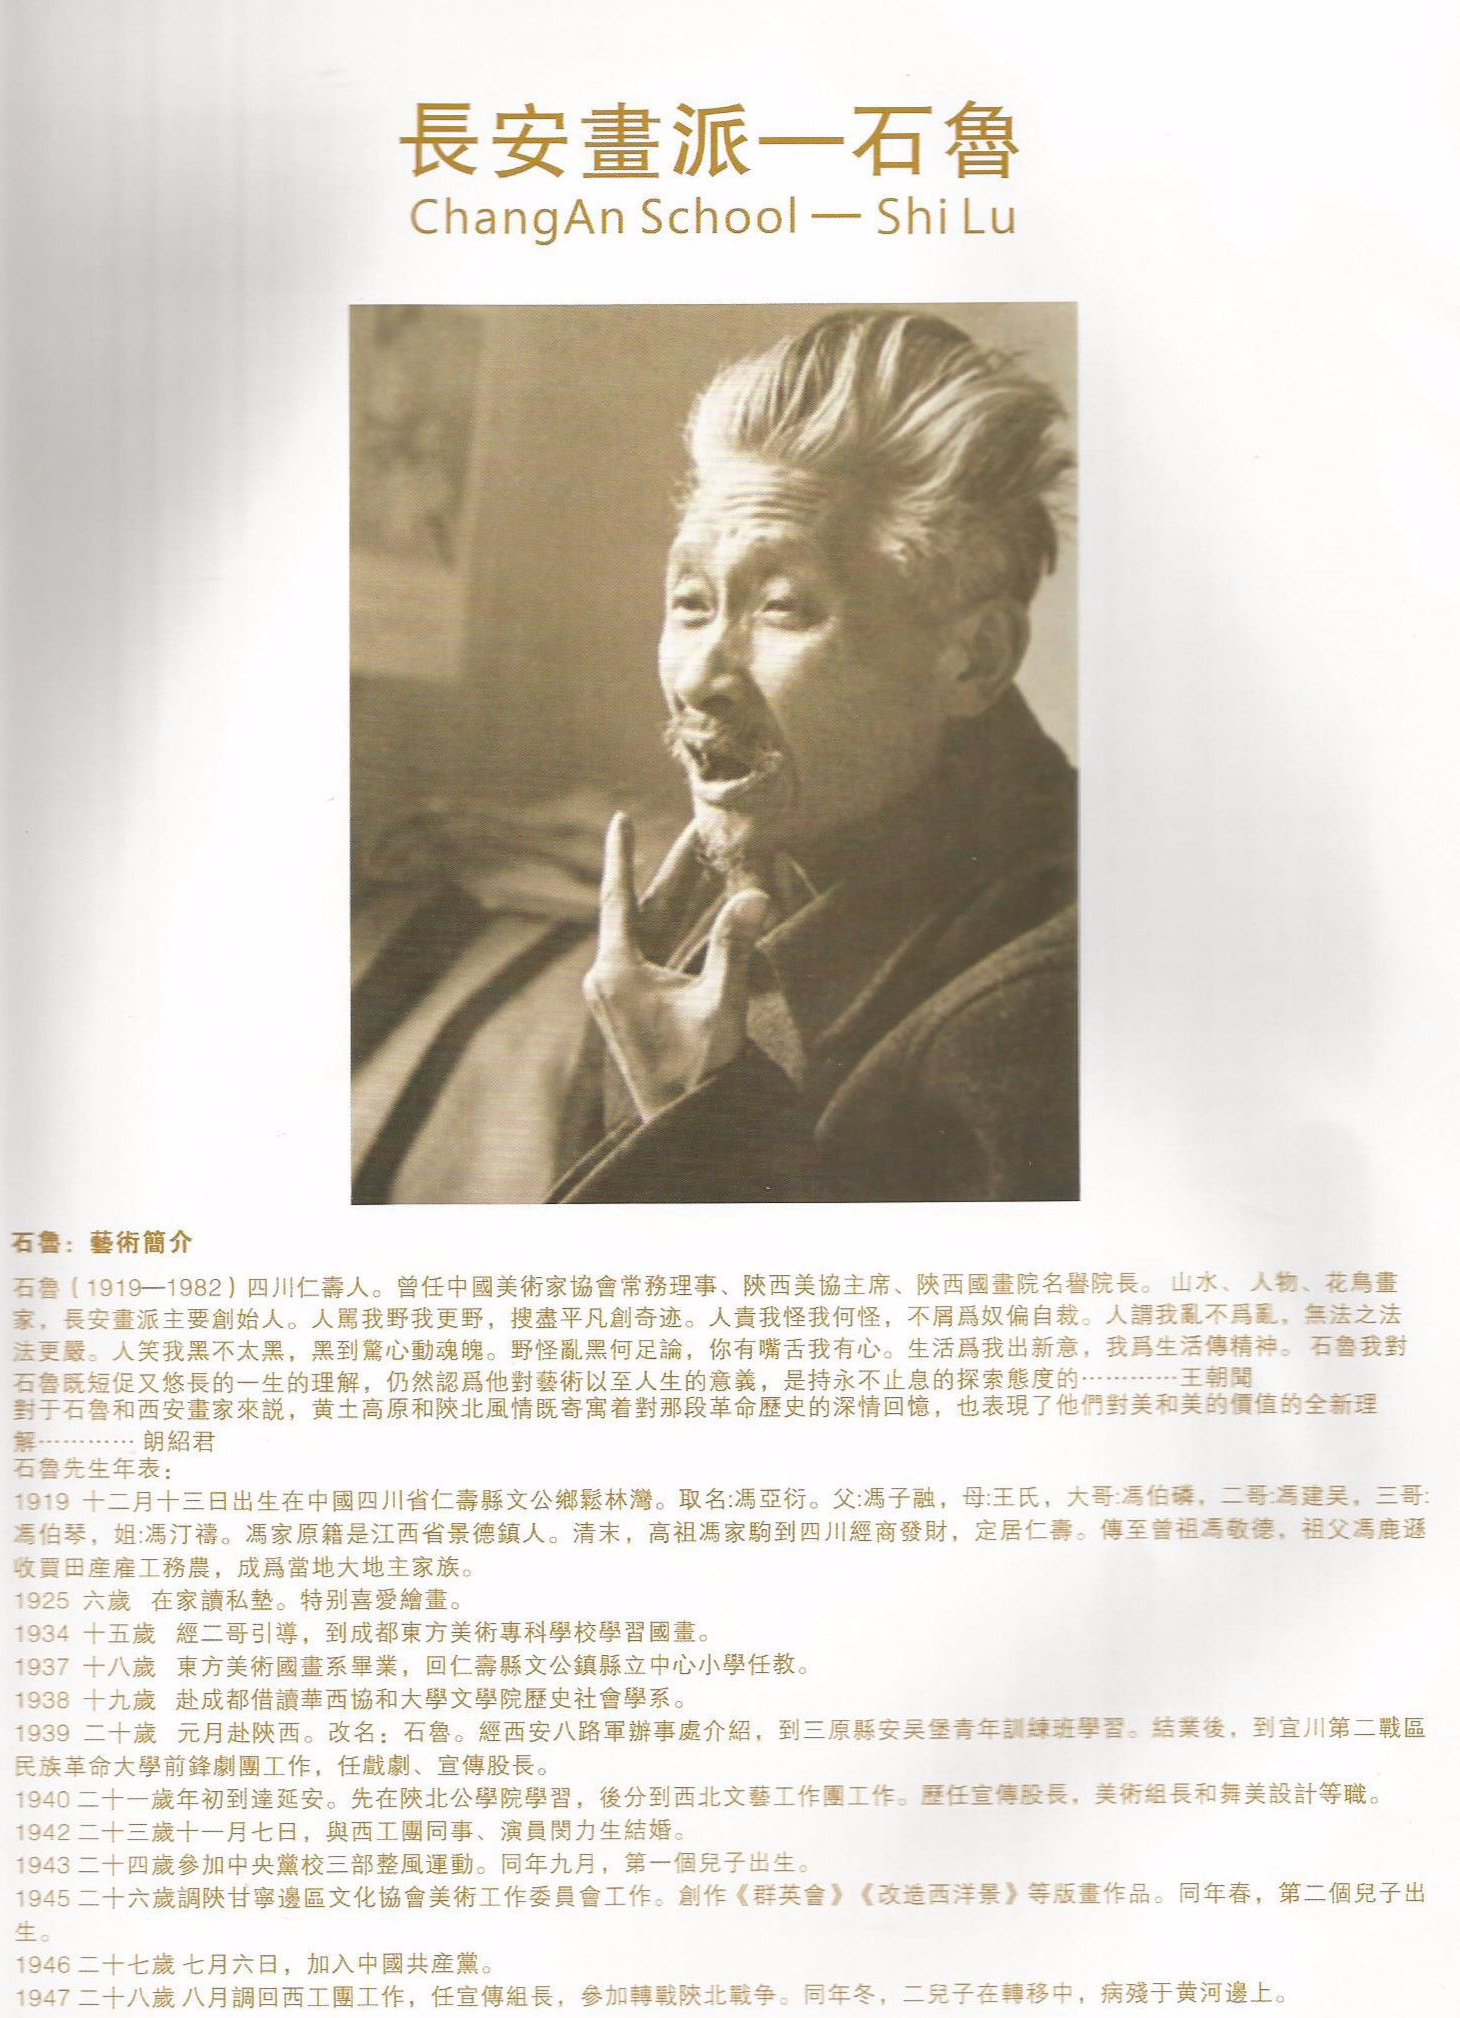 長安畫派一石魯
ChangAn School — Shi Lu
石魯：藝術簡介
石魯（1919—1982）四川仁壽人。曾任中國美術家協會常務理事、陝西美協主席、陝西國畫院名譽院長。山水、人物、花鳥畫
家，長安畫派主要創始人。人罵我野我更野，搜盡平凡創奇迹。人責我怪我何怪，不屑爲奴偏自裁。人謂我亂不爲亂，無法之法
法更嚴。人笑我黑不太黑，黑到驚心動魂魄。野怪亂黑何足論，你有嘴舌我有心。生活爲我出新意，我爲生活傳精神。石魯我對
石魯既短促又悠長的一生的理解，仍然認爲他對藝術以至人生的意義，是持永不止息的探索態度的…………王朝聞
對于石魯和西安畫家來説，黄土高原和陝北風情既寄寓着對那段革命歷史的深情回憶，也表現了他們對美和美的價值的全新理
解………… 朗紹君
石魯先生年表：
1919 十二月十三日出生在中國四川省仁壽縣文公鄉鬆林灣。取名:馮亞衍。父:馮子融，母:王氏，大哥:馮伯磷，二哥:馮建吴，三哥:
馮伯琴，姐:馮汀禱。馮家原籍是江西省景德鎮人。清末，高祖馮家駒到四川經商發財，定居仁壽。傳至曾祖馮敬德，祖父馮鹿遜
收買田産雇工務農，成爲當地大地主家族。
1925 六歲 在家讀私塾。特别喜愛繪畫。
1934 十五歲 經二哥引導，到成都東方美術專科學校學習國畫。
1937 十八歲 東方美術國畫系畢業，回仁壽縣文公鎮縣立中心小學任教。
1938 十九歲 赴成都借讀華西協和大學文學院歷史社會學系。
1939 二十歲 元月赴陝西。改名：石魯。經西安八路軍辦事處介紹，到三原縣安吴堡青年訓練班學習。結業後，到宜川第二戰區
民族革命大學前鋒劇團工作，任戲劇、宣傳股長。
1940 二十一歲年初到達延安。先在陝北公學院學習，後分到西北文藝工作團工作。歷任宣傳股長，美術組長和舞美設計等職。
1942 二十三歲十一月七日，與西工團同事、演員閔力生結婚。
1943 二十四歲參加中央黨校三部整風運動。同年九月，第一個兒子出生。
1945 二十六歲調陝甘寧邊區文化協會美術工作委員會工作。創作《群英會》《改造西洋景》等版畫作品。同年春，第二個兒子出
生。
1946 二十七歲 七月六日，加入中國共産黨。
1947 二十八歲 八月調回西工團工作，任宣傳組長，參加轉戰陝北戰争。同年冬，二兒子在轉移中，病殘于黄河邊上。